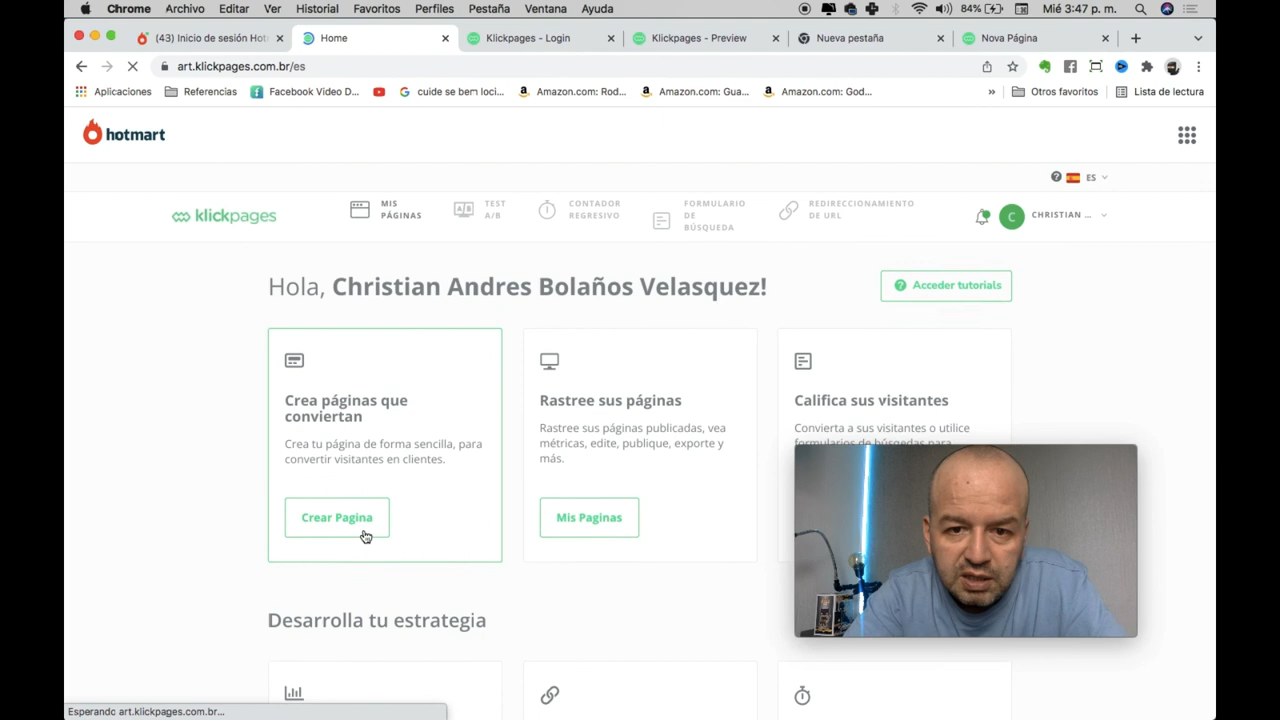 Chrome Archivo Editar Ver Historial Favoritos Perfiles Pestaña Ventana Ayuda 84% Mié 3:47 p. m.
(43) Inicio de sesión Hotm Home Klickpages - Login Klickpages - Preview Nueva pestaña Nova Página
art.klickpages.com.br/es
Aplicaciones Referencias Facebook Video D... cuide se bem loci... Amazon.com: Rod... Amazon.com: Gua... Amazon.com: God... » Otros favoritos Lista de lectura
hotmart
ES
klickpages
MIS
PÁGINAS
TEST
A/B
CONTADOR
REGRESIVO
FORMULARIO
DE
BÚSQUEDA
REDIRECCIONAMIENTO
DE URL
C CHRISTIAN ...
Hola, Christian Andres Bolaños Velasquez!
Acceder tutorials
Crea páginas que
conviertan
Crea tu página de forma sencilla, para
convertir visitantes en clientes.
Crear Pagina
Rastree sus páginas
Rastree sus páginas publicadas, vea
métricas, edite, publique, exporte y
más.
Mis Paginas
Califica sus visitantes
Convierta a sus visitantes o utilice
formularios de búsqedas para
Desarrolla tu estrategia
Esperando art.klickpages.com.br...